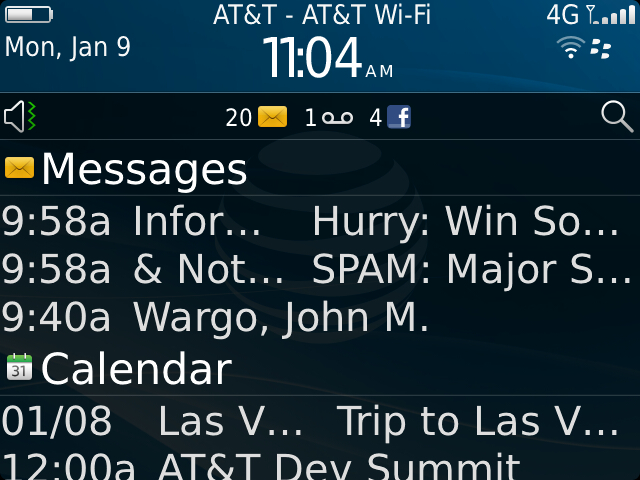 AT&T - AT&T Wi-Fi 4G
Mon, Jan 9 11:04 AM
20 1 4 f
Messages
9:58a Infor... Hurry: Win So...
9:58a & Not... SPAM: Major S...
9:40a Wargo, John M.
31 Calendar
01/08 Las V... Trip to Las V...
12:00a AT&T Dev Summit